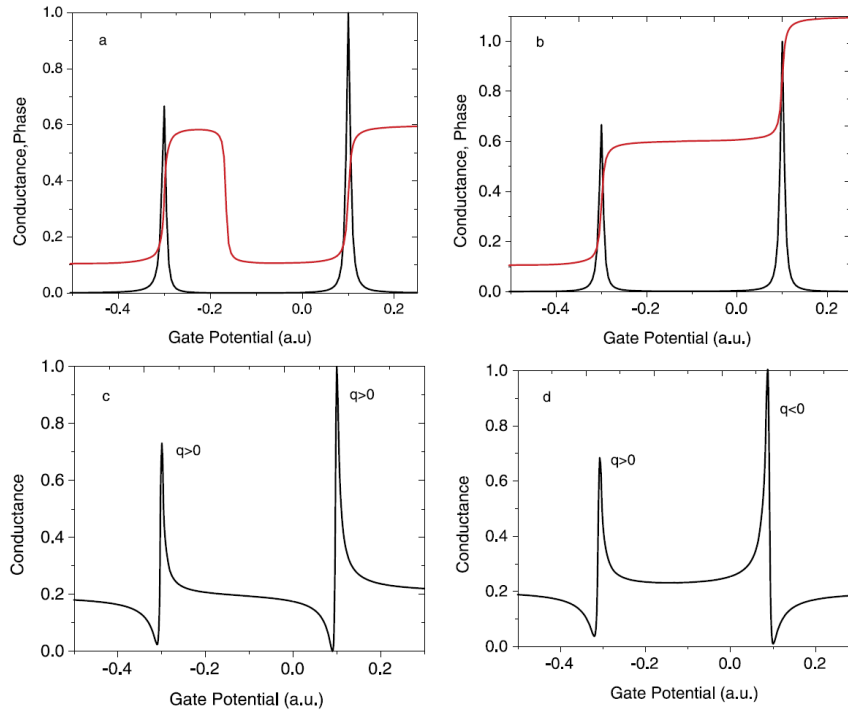 a
1.0
0.8
0.6
0.4
0.2
0.0
Conductance,Phase
-0.4 -0.2 0.0 0.2
Gate Potential (a.u)
b
1.0
0.8
0.6
0.4
0.2
0.0
Conductance, Phase
-0.4 -0.2 0.0 0.2
Gate Potential (a.u.)
c
q>0
q>0
1.0
0.8
0.6
0.4
0.2
0.0
Conductance
-0.4 -0.2 0.0 0.2
Gate Potential (a.u.)
d
q<0
q>0
1.0
0.8
0.6
0.4
0.2
0.0
Conductance
-0.4 -0.2 0.0 0.2
Gate Potential (a.u.)